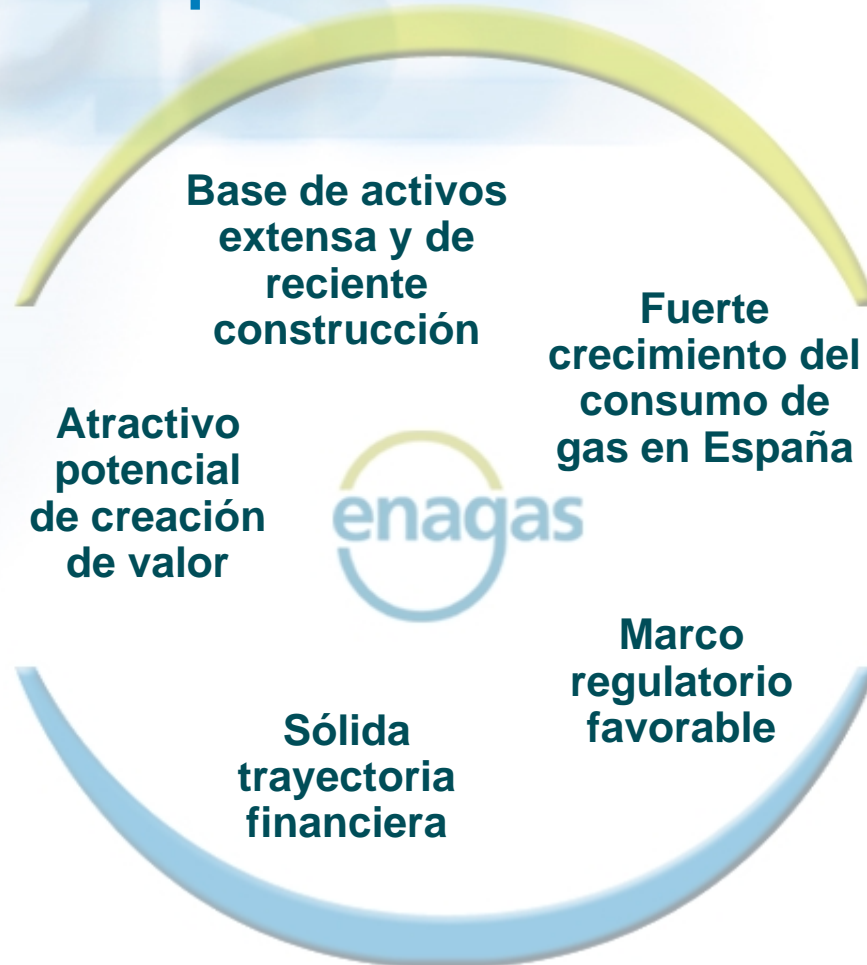 Base de activos
extensa y de
reciente
construcción
Fuerte
crecimiento del
consumo de
gas en España
Atractivo
potencial
de creación
de valor
enagas
Marco
regulatorio
favorable
Sólida
trayectoria
financiera